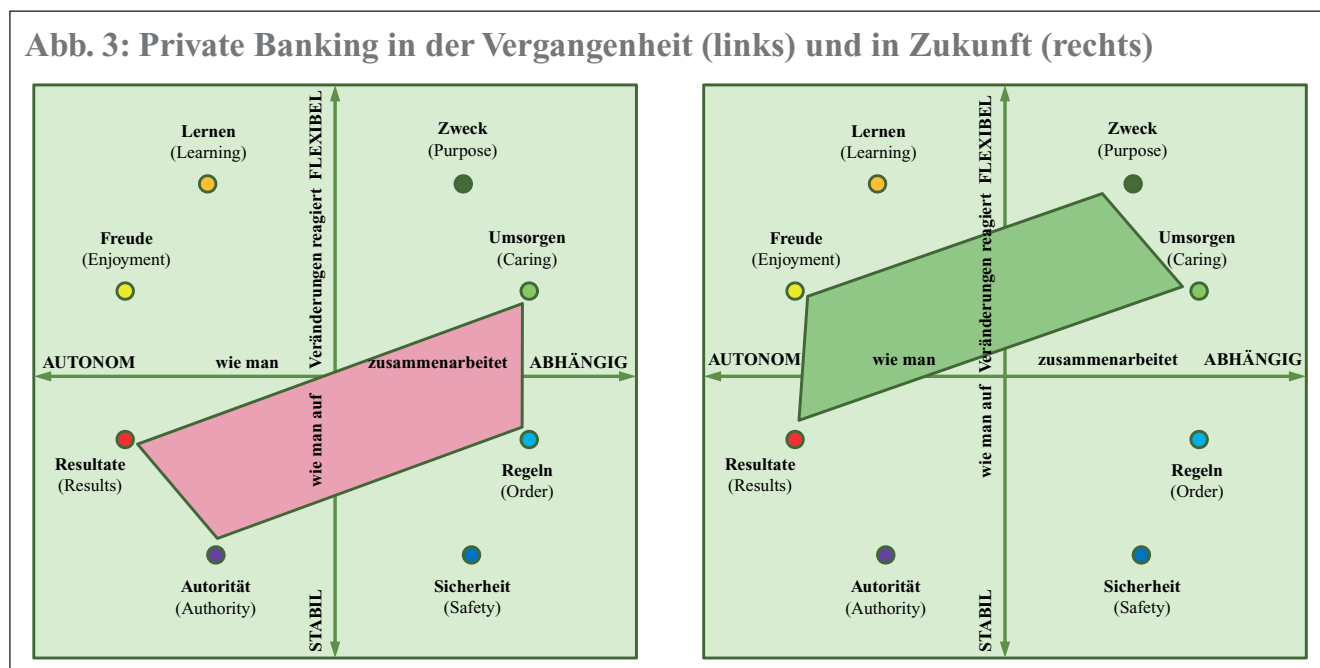 Abb. 3: Private Banking in der Vergangenheit (links) und in Zukunft (rechts)
Lernen
(Learning)
Zweck
(Purpose)
Freude
(Enjoyment)
Umsorgen
(Caring)
AUTONOM
wie man
zusammenarbeitet
ABHÄNGIG
Resultate
(Results)
Regeln
(Order)
Autorität
(Authority)
Sicherheit
(Safety)
STABIL
wie man auf
Veränderungen reagiert
FLEXIBEL
Lernen
(Learning)
Zweck
(Purpose)
Freude
(Enjoyment)
Umsorgen
(Caring)
AUTONOM
wie man
zusammenarbeitet
ABHÄNGIG
Resultate
(Results)
Regeln
(Order)
Autorität
(Authority)
Sicherheit
(Safety)
STABIL
wie man auf
Veränderungen reagiert
FLEXIBEL